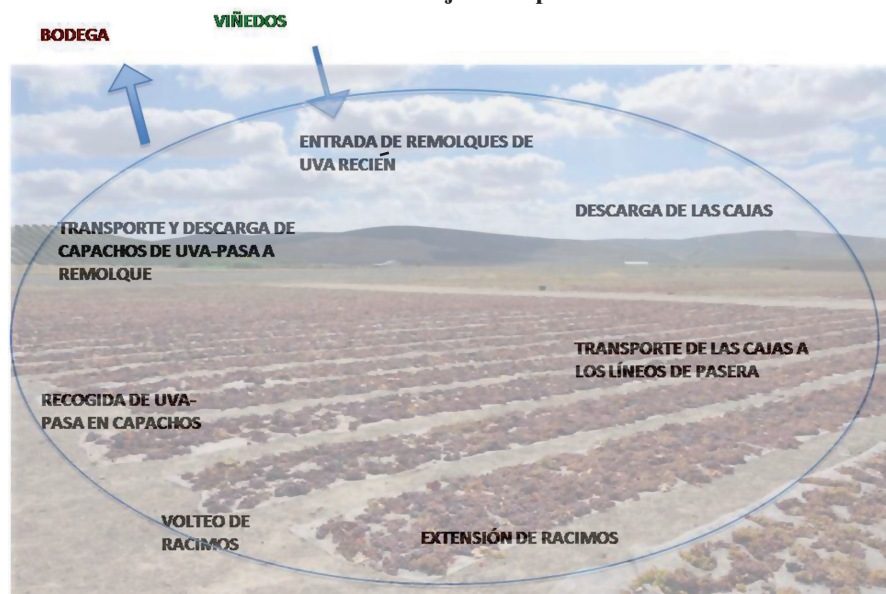 BODEGA
VIÑEDOS
ENTRADA DE REMOLQUES DE
UVA RECIÉN
DESCARGA DE LAS CAJAS
TRANSPORTE Y DESCARGA DE
CAPACHOS DE UVA-PASA A
REMOLQUE
TRANSPORTE DE LAS CAJAS A
LOS LÍNEOS DE PASERA
RECOGIDA DE UVA-
PASA EN CAPACHOS
VOLTEO DE
RACIMOS
EXTENSIÓN DE RACIMOS